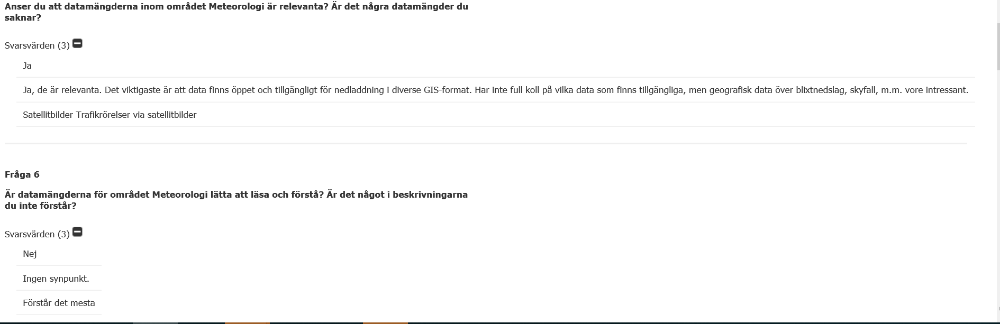 Anser du att datamängderna inom området Meteorologi är relevanta? Är det några datamängder du
saknar?
Svarsvärden (3)
Ja
Ja, de är relevanta. Det viktigaste är att data finns öppet och tillgängligt för nedladdning i diverse GIS-format. Har inte full koll på vilka data som finns tillgängliga, men geografisk data över blixtnedslag, skyfall, m.m. vore intressant.
Satellitbilder Trafikrörelser via satellitbilder
Fråga 6
Är datamängderna för området Meteorologi lätta att läsa och förstå? Är det något i beskrivningarna
du inte förstår?
Svarsvärden (3)
Nej
Ingen synpunkt.
Förstår det mesta